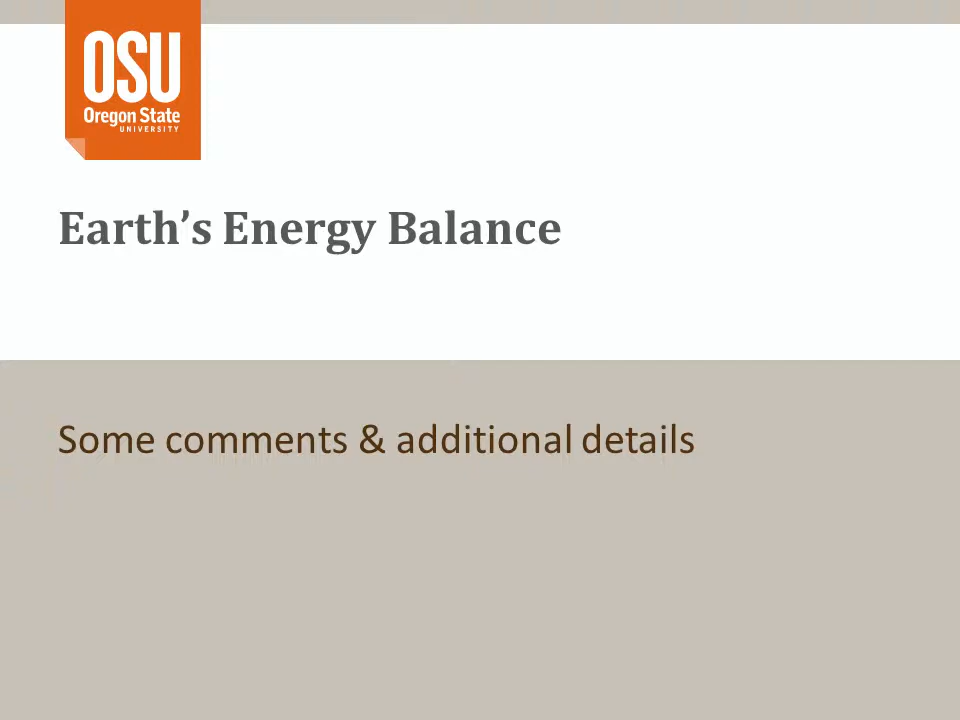 OSU
Oregon State
UNIVERSITY
Earth’s Energy Balance
Some comments & additional details